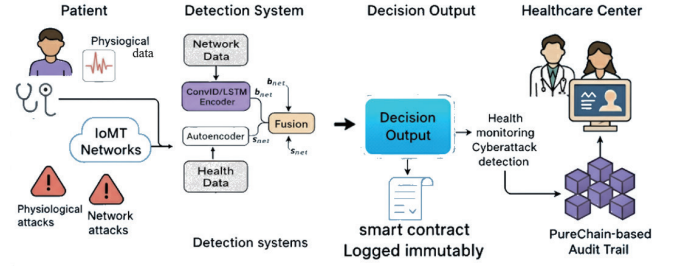 Patient
Physiogical
data
IoMT
Networks
Physiological
attacks
Network
attacks
Detection System
Network
Data
ConvID/LSTM
Encoder
b_net
b_net
Fusion
Autoencoder
s_net
s_net
Health
Data
Detection systems
Decision Output
Decision
Output
smart contract
Logged immutably
Health
monitoring
Cyberattack
detection
Healthcare Center
PureChain-based
Audit Trail